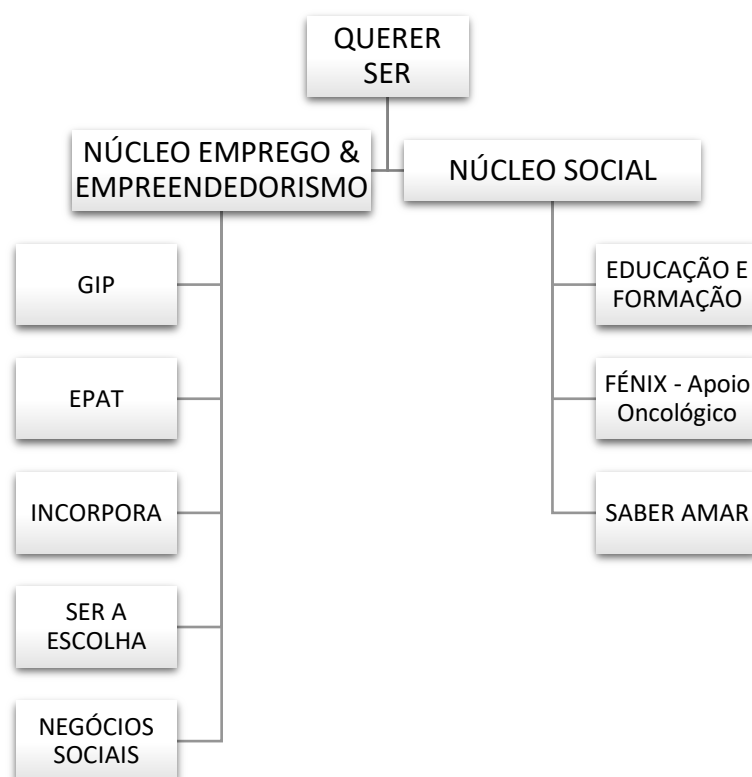 QUERER
SER
NÚCLEO EMPREGO &
EMPREENDEDORISMO
NÚCLEO SOCIAL
GIP
EPAT
INCORPORA
SER A
ESCOLHA
NEGÓCIOS
SOCIAIS
EDUCAÇÃO E
FORMAÇÃO
FÉNIX - Apoio
Oncológico
SABER AMAR